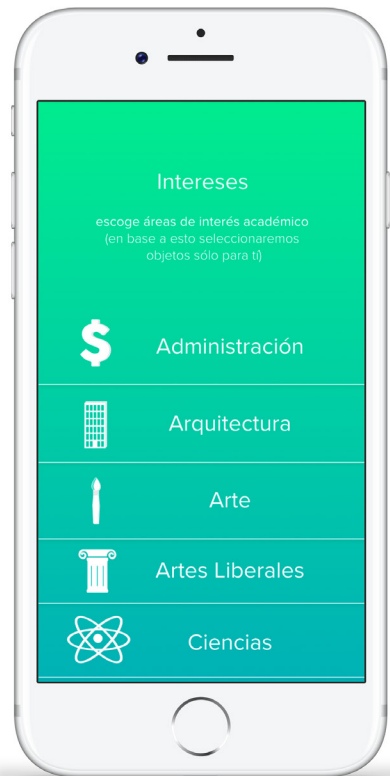 Intereses
escoge áreas de interés académico
(en base a esto seleccionaremos
objetos sólo para ti)
$
Administración
Arquitectura
Arte
Artes Liberales
Ciencias